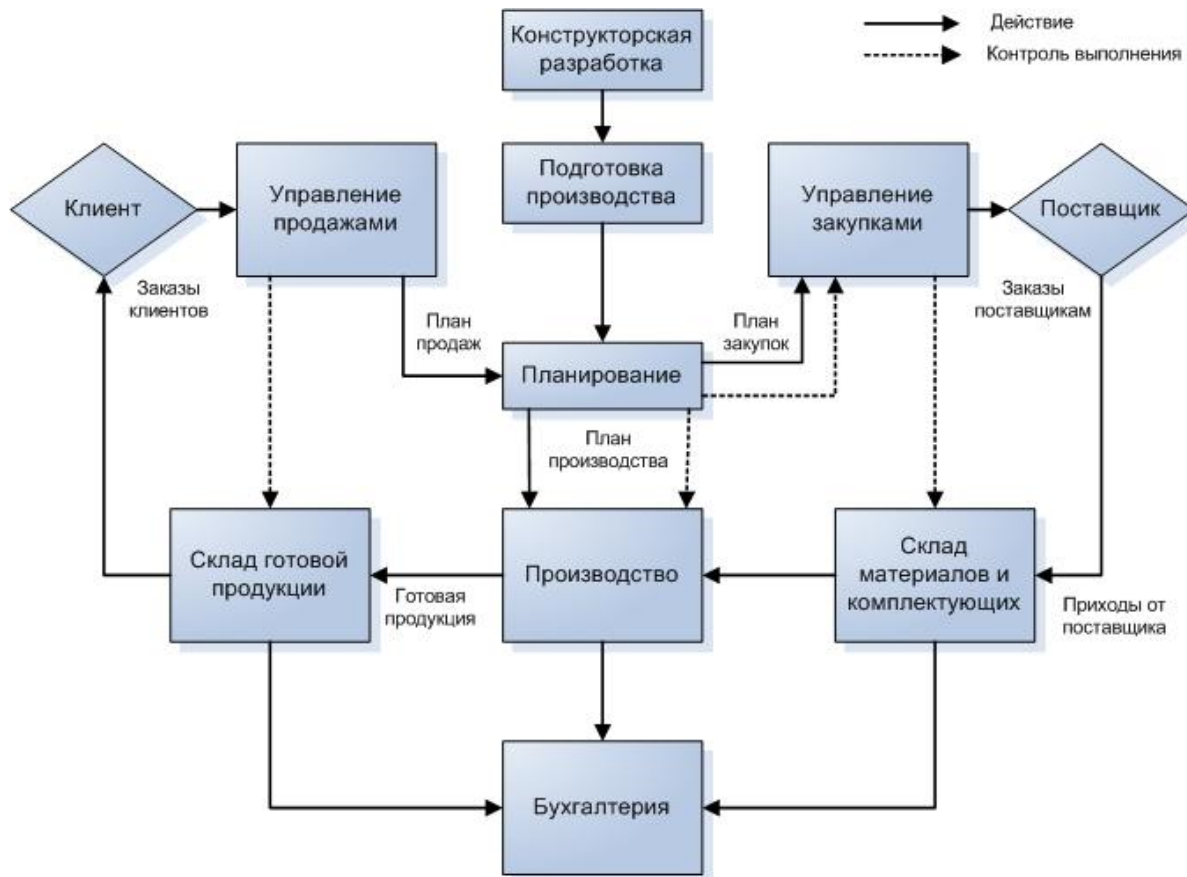 Конструкторская
разработка
Действие
Контроль выполнения
Подготовка
производства
Клиент
Управление
продажами
Управление
закупками
Поставщик
Заказы
клиентов
Заказы
поставщикам
План
продаж
План
закупок
Планирование
План
производства
Склад готовой
продукции
Производство
Склад
материалов и
комплектующих
Готовая
продукция
Приходы от
поставщика
Бухгалтерия